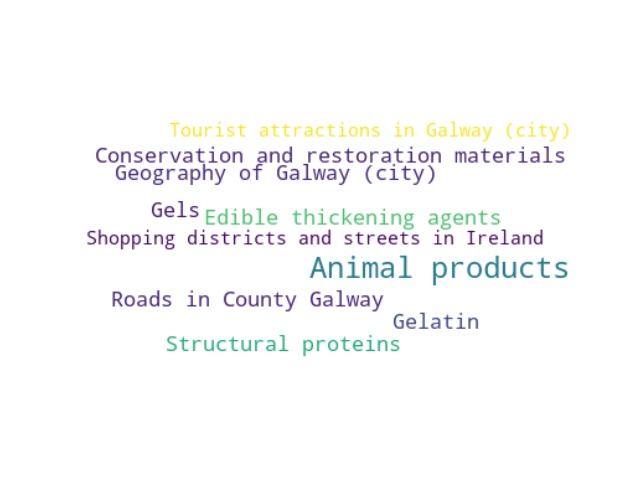 Tourist attractions in Galway (city)
Conservation and restoration materials
Geography of Galway (city)
Gels
Edible thickening agents
Shopping districts and streets in Ireland
Animal products
Roads in County Galway
Gelatin
Structural proteins